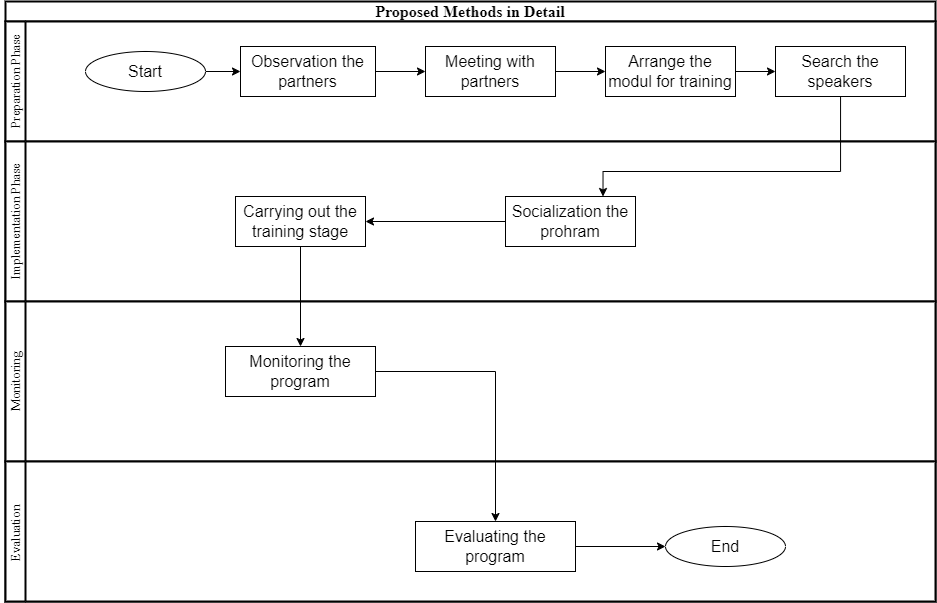 Proposed Methods in Detail
Preparation Phase
Start
Observation the
partners
Meeting with
partners
Arrange the
modul for training
Search the
speakers
Implementation Phase
Carrying out the
training stage
Socialization the
prohram
Monitoring
Monitoring the
program
Evaluation
Evaluating the
program
End